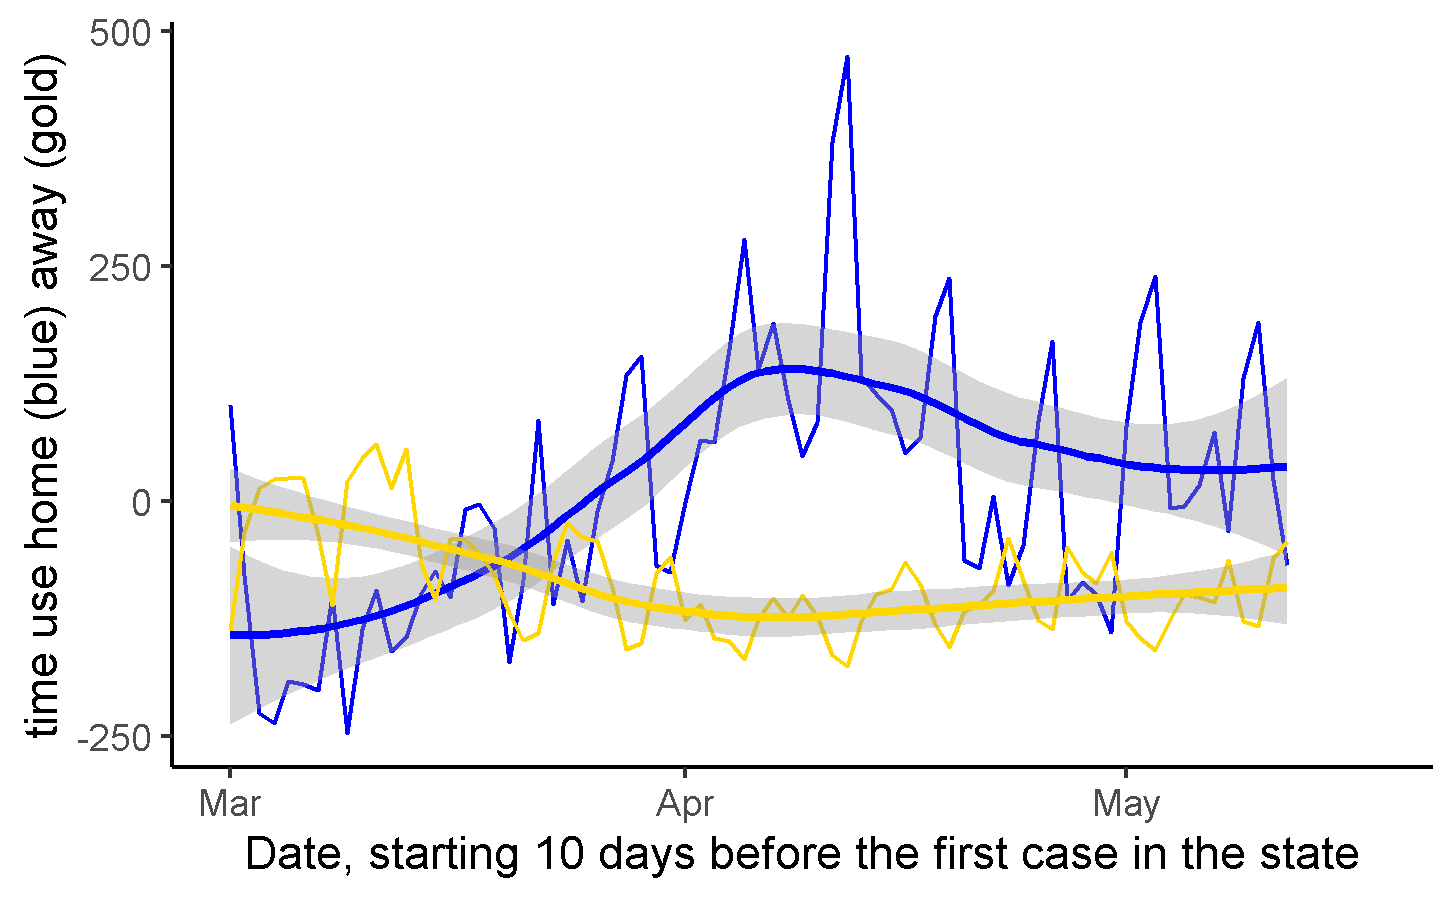 time use home (blue) away (gold)
500
250
0
-250
Mar
Apr
May
Date, starting 10 days before the first case in the state